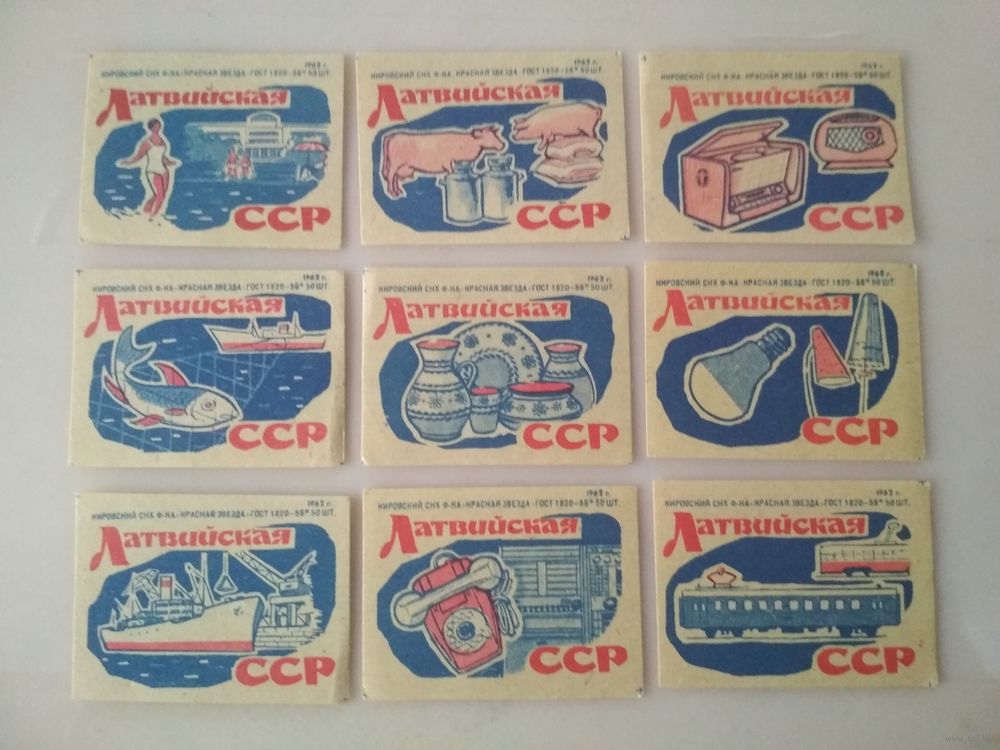 1962 г.
КИРОВСКИЙ СНХ Ф-КА „КРАСНАЯ ЗВЕЗДА“ ГОСТ 1820-56* 50 ШТ.
Латвийская
ССР
1962 г.
КИРОВСКИЙ СНХ Ф-КА „КРАСНАЯ ЗВЕЗДА“ ГОСТ 1820-56* 50 ШТ.
Латвийская
ССР
1962 г.
КИРОВСКИЙ СНХ Ф-КА „КРАСНАЯ ЗВЕЗДА“ ГОСТ 1820-56* 50 ШТ.
Латвийская
ССР
1962 г.
КИРОВСКИЙ СНХ Ф-КА „КРАСНАЯ ЗВЕЗДА“ ГОСТ 1820-56* 50 ШТ.
Латвийская
ССР
1962 г.
КИРОВСКИЙ СНХ Ф-КА „КРАСНАЯ ЗВЕЗДА“ ГОСТ 1820-56* 50 ШТ.
Латвийская
ССР
1962 г.
КИРОВСКИЙ СНХ Ф-КА „КРАСНАЯ ЗВЕЗДА“ ГОСТ 1820-56* 50 ШТ.
Латвийская
ССР
1962 г.
КИРОВСКИЙ СНХ Ф-КА „КРАСНАЯ ЗВЕЗДА“ ГОСТ 1820-56* 50 ШТ.
Латвийская
ССР
1962 г.
КИРОВСКИЙ СНХ Ф-КА „КРАСНАЯ ЗВЕЗДА“ ГОСТ 1820-56* 50 ШТ.
Латвийская
ССР
1962 г.
КИРОВСКИЙ СНХ Ф-КА „КРАСНАЯ ЗВЕЗДА“ ГОСТ 1820-56* 50 ШТ.
Латвийская
ССР